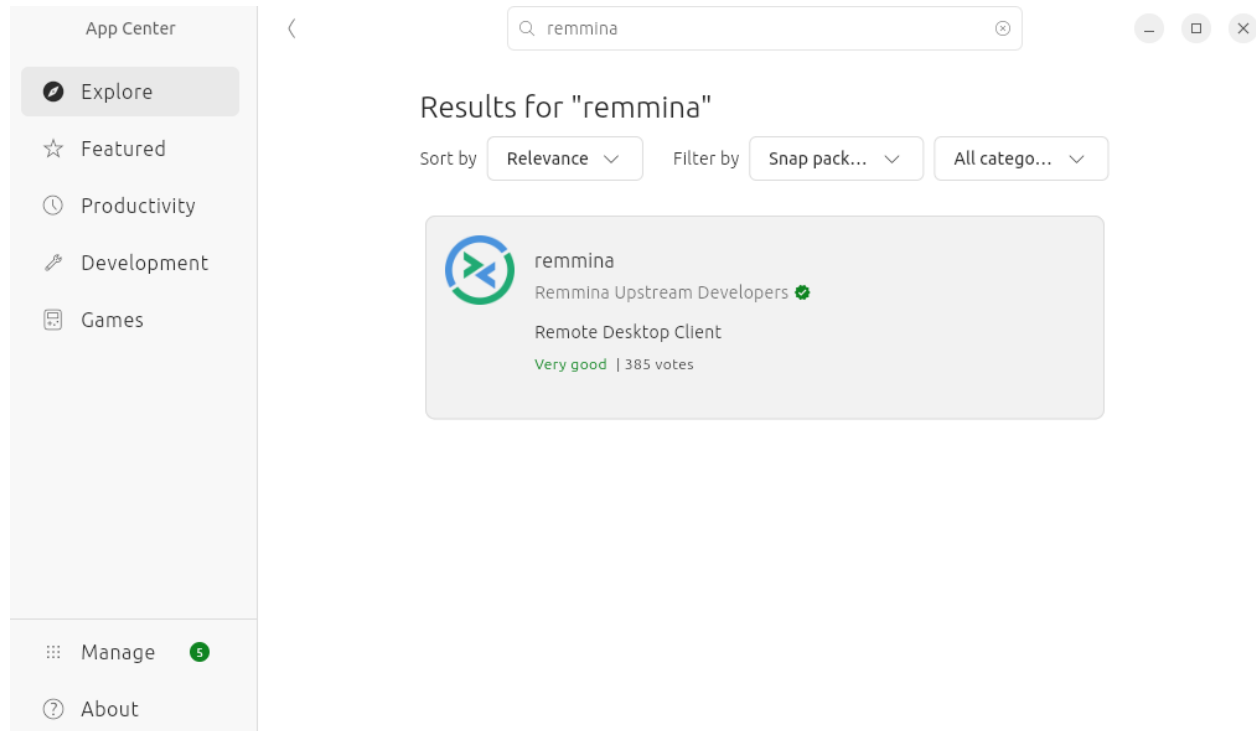 App Center
remmina
Explore
Featured
Productivity
Development
Games
Manage 5
About
Results for "remmina"
Sort by Relevance Filter by Snap pack... All catego...
remmina
Remmina Upstream Developers
Remote Desktop Client
Very good | 385 votes